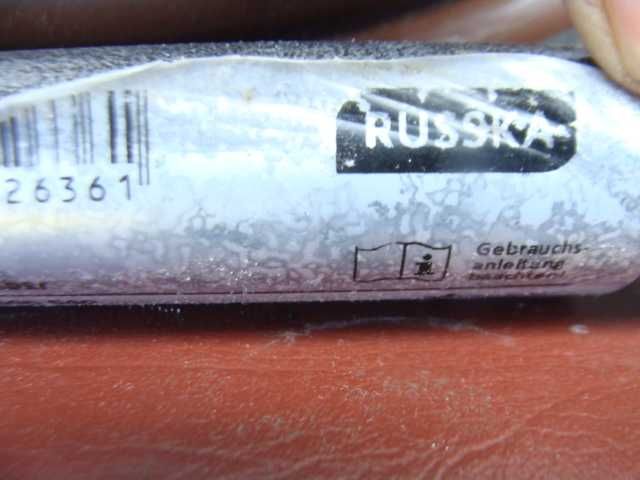 RUSSKA
26361
Gebrauchs-
anleitung
beachten!